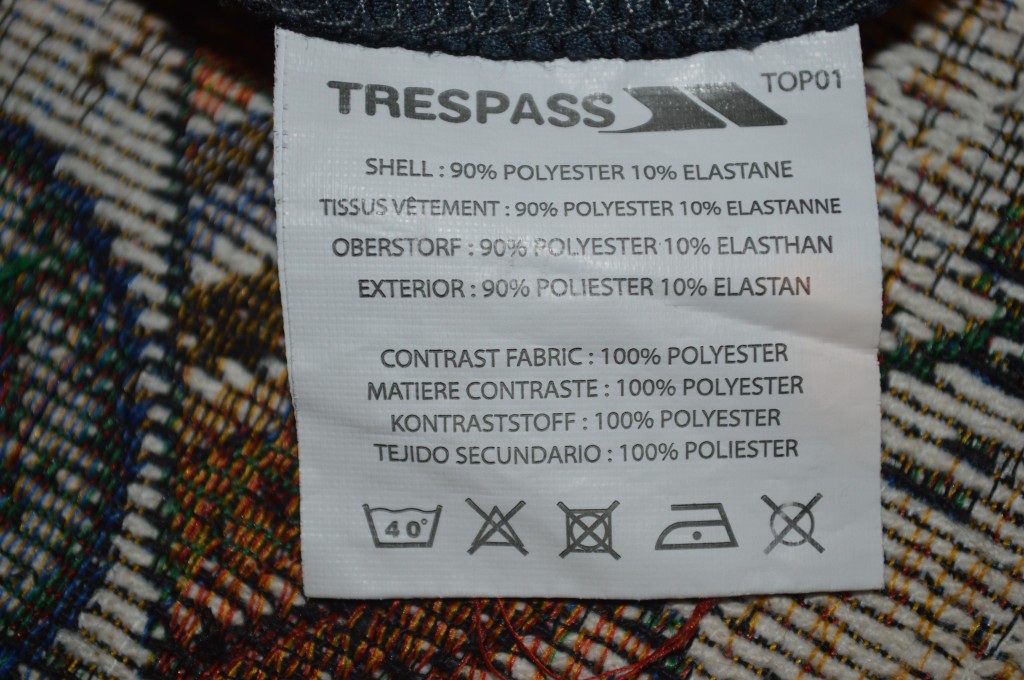 TRESPASS TOP01
SHELL : 90% POLYESTER 10% ELASTANE
TISSUS VÊTEMENT : 90% POLYESTER 10% ELASTANNE
OBERSTORF : 90% POLYESTER 10% ELASTHAN
EXTERIOR : 90% POLIESTER 10% ELASTAN
CONTRAST FABRIC : 100% POLYESTER
MATIERE CONTRASTE : 100% POLYESTER
KONTRASTSTOFF : 100% POLYESTER
TEJIDO SECUNDARIO : 100% POLIESTER
40°